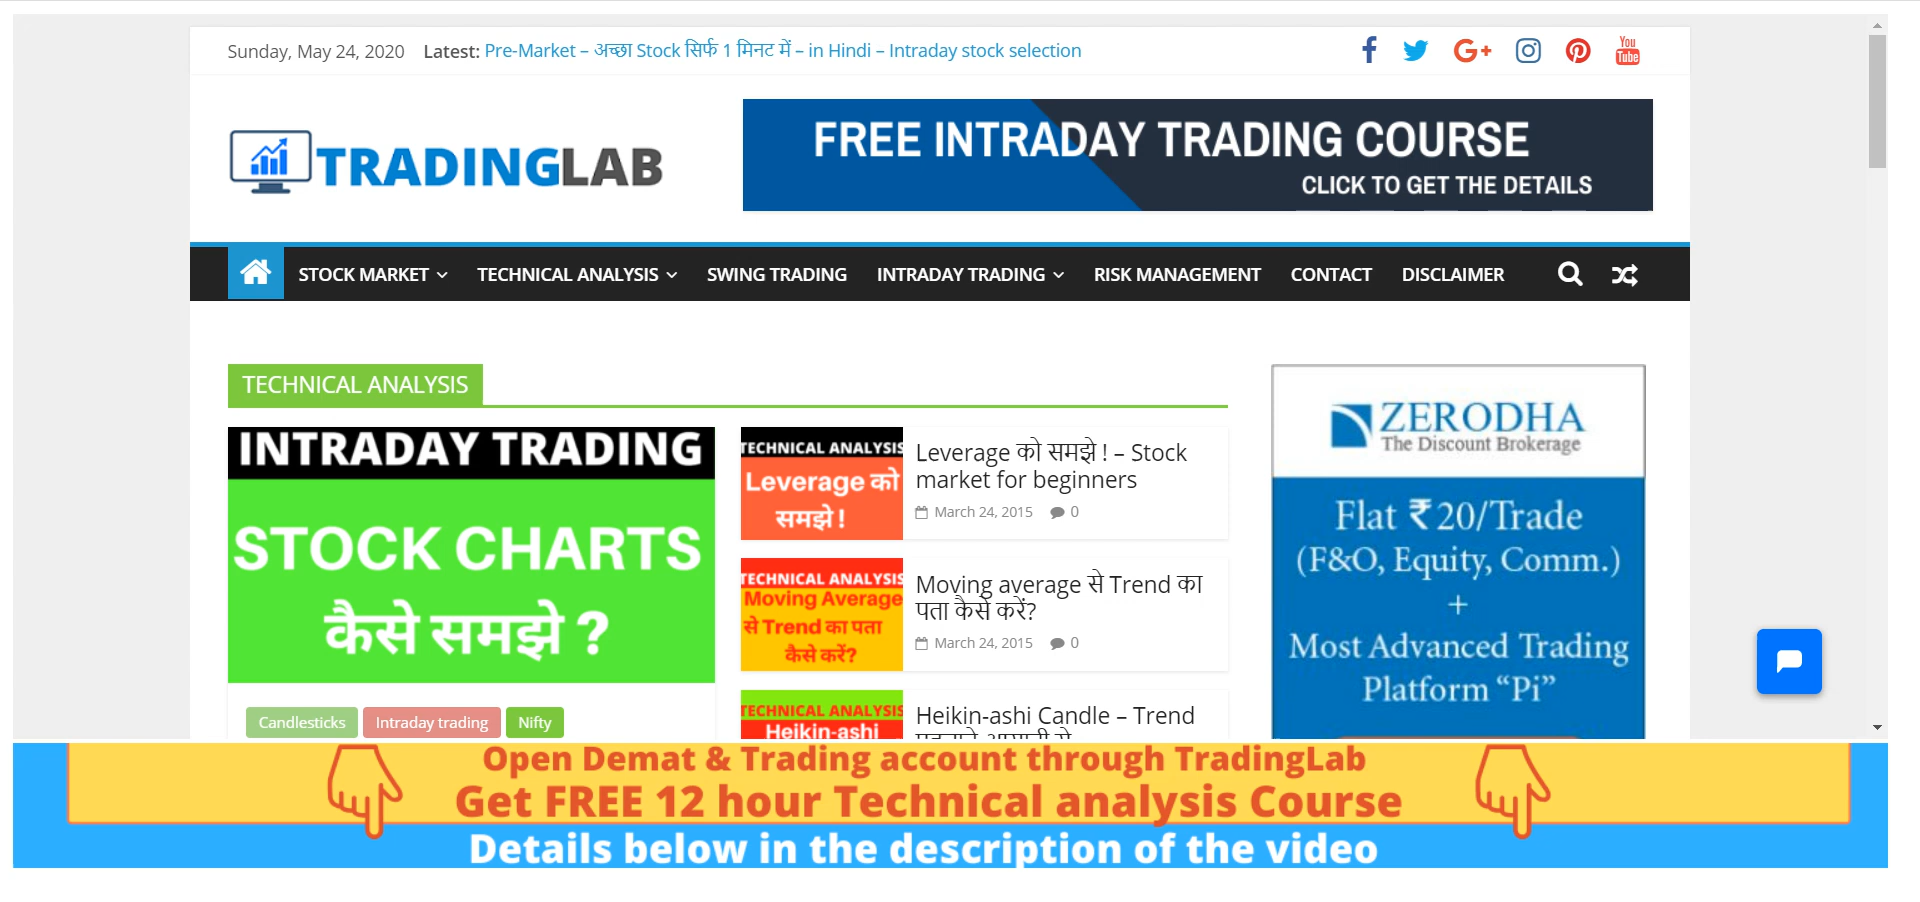 Sunday, May 24, 2020 Latest: Pre-Market – अच्छा Stock सिर्फ 1 मिनट में – in Hindi – Intraday stock selection
You
Tube
TRADINGLAB
FREE INTRADAY TRADING COURSE
CLICK TO GET THE DETAILS
STOCK MARKET TECHNICAL ANALYSIS SWING TRADING INTRADAY TRADING RISK MANAGEMENT CONTACT DISCLAIMER
TECHNICAL ANALYSIS
INTRADAY TRADING
STOCK CHARTS
कैसे समझे ?
Candlesticks Intraday trading Nifty
TECHNICAL ANALYSIS
Leverage को
समझे !
Leverage को समझे ! – Stock
market for beginners
March 24, 2015 0
TECHNICAL ANALYSIS
Moving Average
से Trend का पता
कैसे करें?
Moving average से Trend का
पता कैसे करें?
March 24, 2015 0
TECHNICAL ANALYSIS
Heikin-ashi
Heikin-ashi Candle – Trend
ZERODHA
The Discount Brokerage
Flat ₹ 20/Trade
(F&O, Equity, Comm.)
+
Most Advanced Trading
Platform “Pi”
Open Demat & Trading account through TradingLab
Get FREE 12 hour Technical analysis Course
Details below in the description of the video